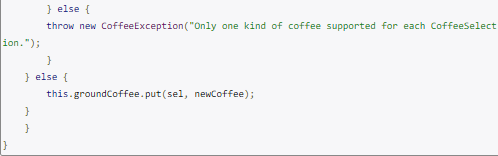 } else {
        throw new CoffeeException("Only one kind of coffee supported for each CoffeeSelect
ion.");
        }
    } else {
        this.groundCoffee.put(sel, newCoffee);
    }
    }
}